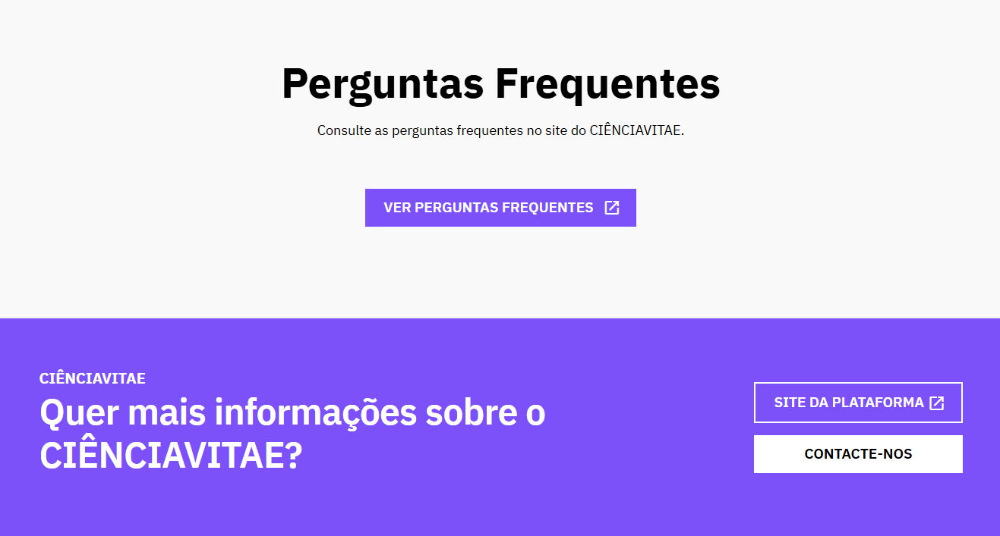 Perguntas Frequentes
Consulte as perguntas frequentes no site do CIÊNCIAVITAE.
VER PERGUNTAS FREQUENTES
CIÊNCIAVITAE
Quer mais informações sobre o
CIÊNCIAVITAE?
SITE DA PLATAFORMA
CONTACTE-NOS